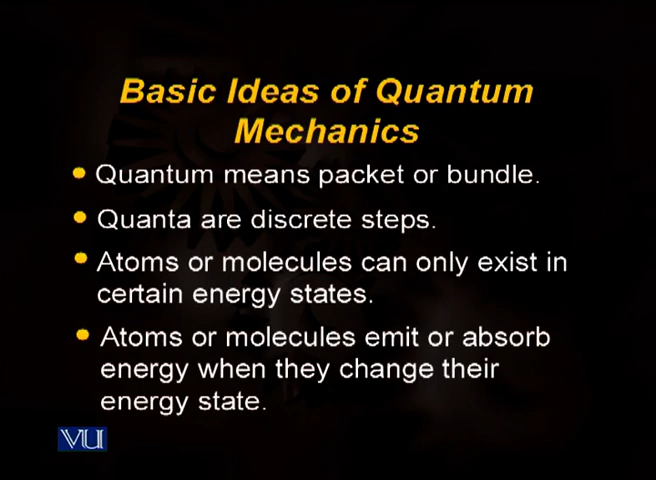 Basic Ideas of Quantum
Mechanics
• Quantum means packet or bundle.
• Quanta are discrete steps.
• Atoms or molecules can only exist in
certain energy states.
• Atoms or molecules emit or absorb
energy when they change their
energy state.
VU